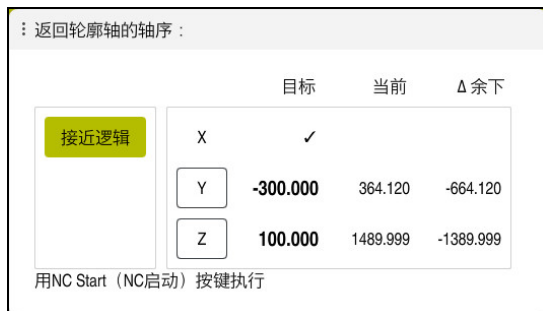 返回轮廓轴的轴序：
目标 当前 Δ 余下
接近逻辑
X ✓
Y -300.000 364.120 -664.120
Z 100.000 1489.999 -1389.999
用NC Start（NC启动）按键执行